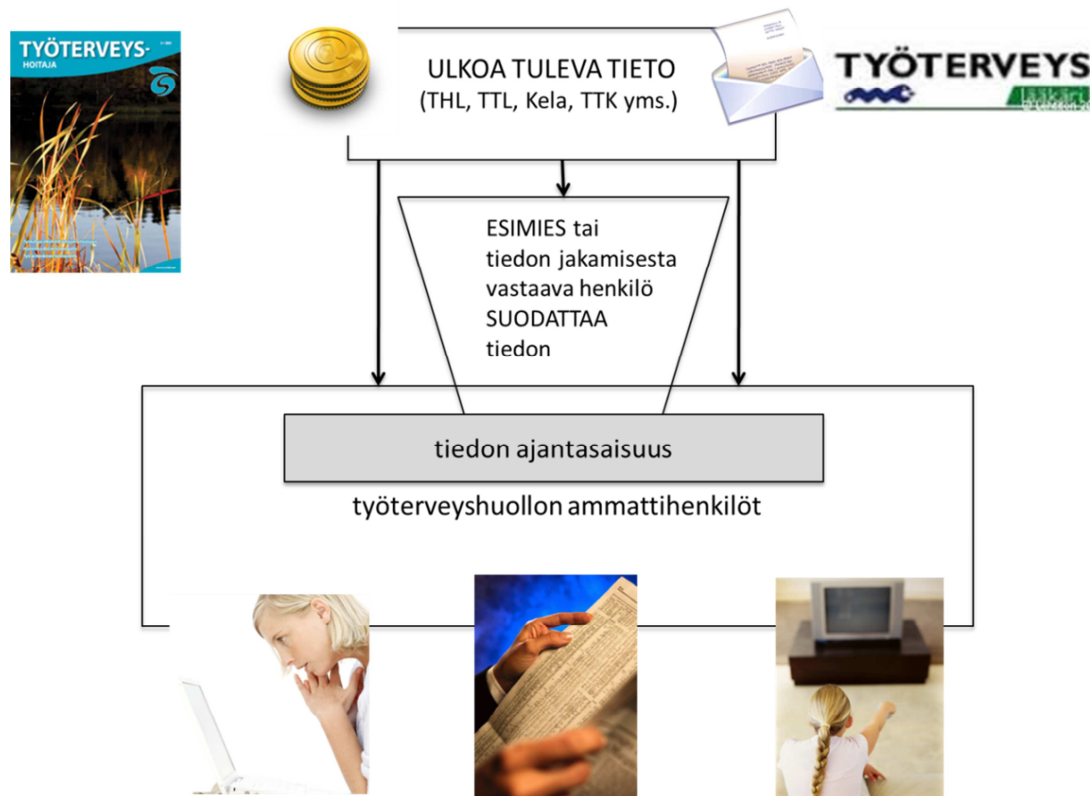 TYÖTERVEYS-
HOITAJA
ULKOA TULEVA TIETO
(THL, TTL, Kela, TTK yms.)
TYÖTERVEYS
lääkäri
ESIMIES tai
tiedon jakamisesta
vastaava henkilö
SUODATTAA
tiedon
tiedon ajantasaisuus
työterveyshuollon ammattihenkilöt